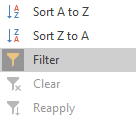 Sort A to Z
Sort Z to A
Filter
Clear
Reapply